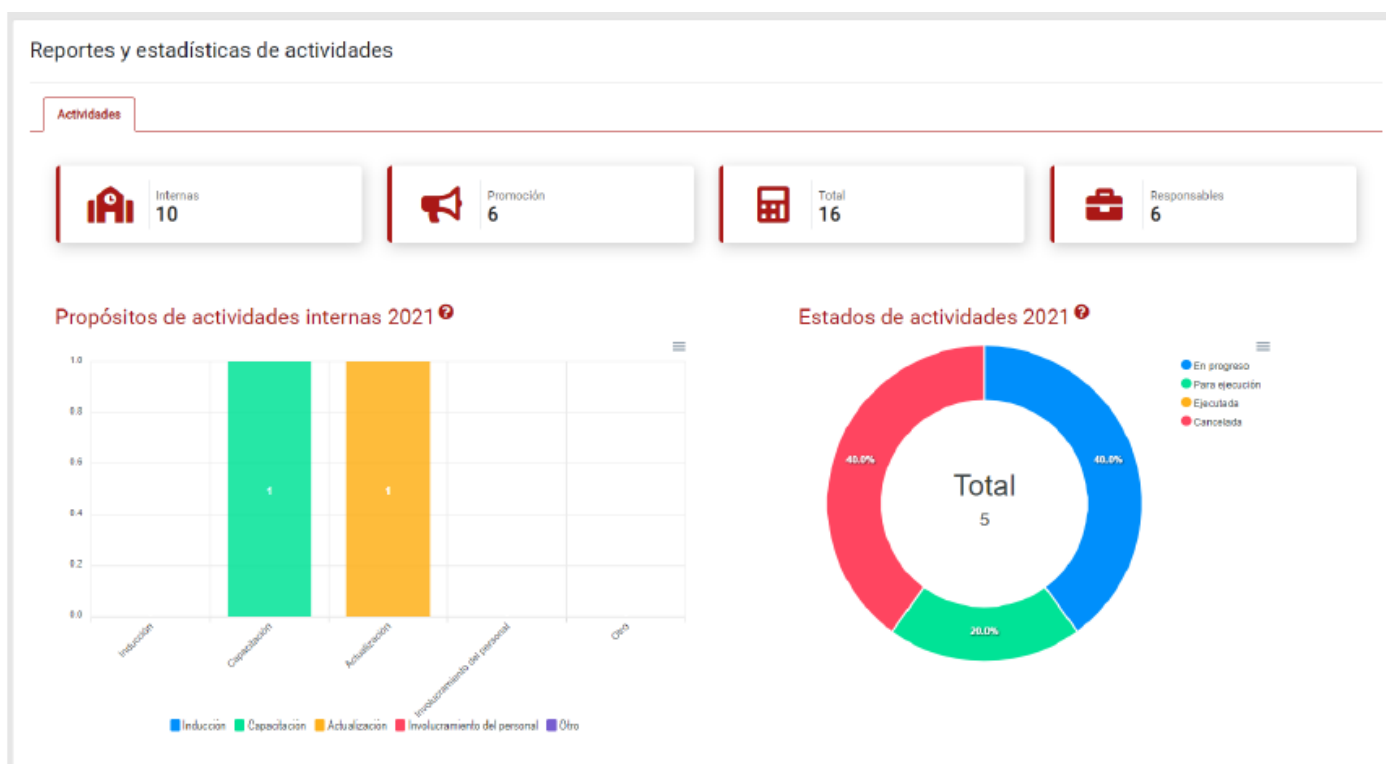 Reportes y estadísticas de actividades
Actividades
Internas
10
Promoción
6
Total
16
Responsables
6
Propósitos de actividades internas 2021
Estados de actividades 2021
1.0
0.8
0.6
0.4
0.2
0.0
1
1
Inducción
Capacitación
Actualización
Involucramiento del personal
Otro
Inducción Capacitación Actualización Involucramiento del personal Otro
40.0%
40.0%
20.0%
Total
5
En progreso
Para ejecución
Ejecutada
Cancelada